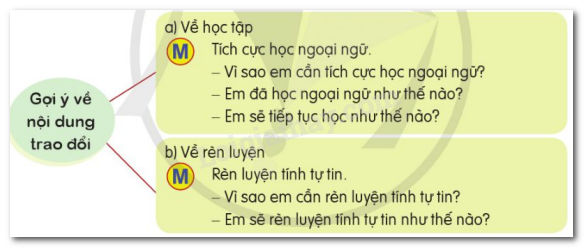 Gợi ý về
nội dung
trao đổi
a) Về học tập
M Tích cực học ngoại ngữ.
– Vì sao em cần tích cực học ngoại ngữ?
– Em đã học ngoại ngữ như thế nào?
– Em sẽ tiếp tục học như thế nào?
b) Về rèn luyện
M Rèn luyện tính tự tin.
– Vì sao em cần rèn luyện tính tự tin?
– Em sẽ rèn luyện tính tự tin như thế nào?